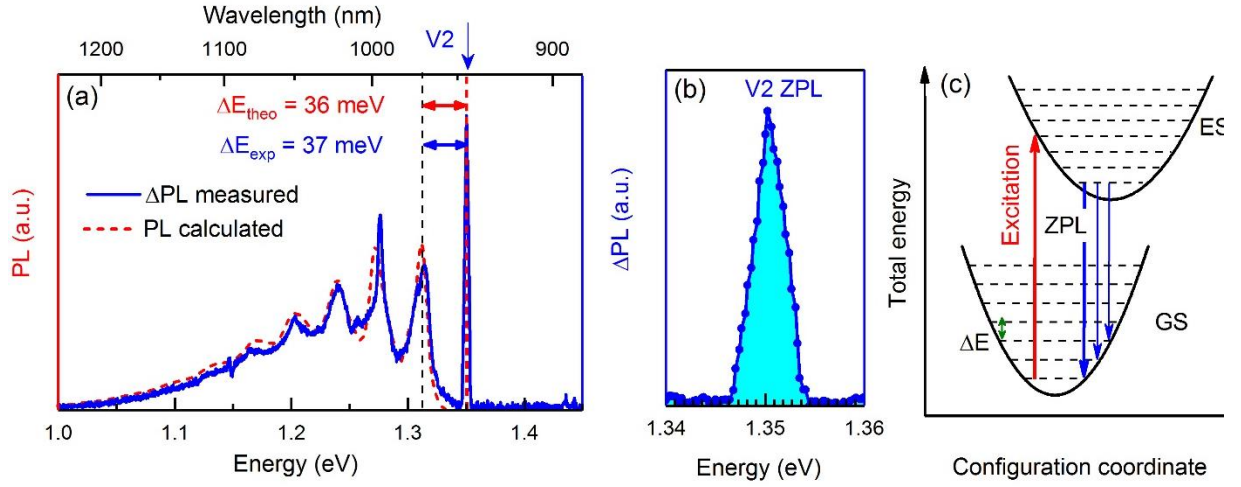 Wavelength (nm)
1200 1100 1000 900
V2
(a)
ΔE_theo = 36 meV
ΔE_exp = 37 meV
ΔPL measured
PL calculated
PL (a.u.)
1.0 1.1 1.2 1.3 1.4
Energy (eV)
(b)
V2 ZPL
ΔPL (a.u.)
1.34 1.35 1.36
Energy (eV)
(c)
ES
Excitation
ZPL
Total energy
GS
ΔE
Configuration coordinate